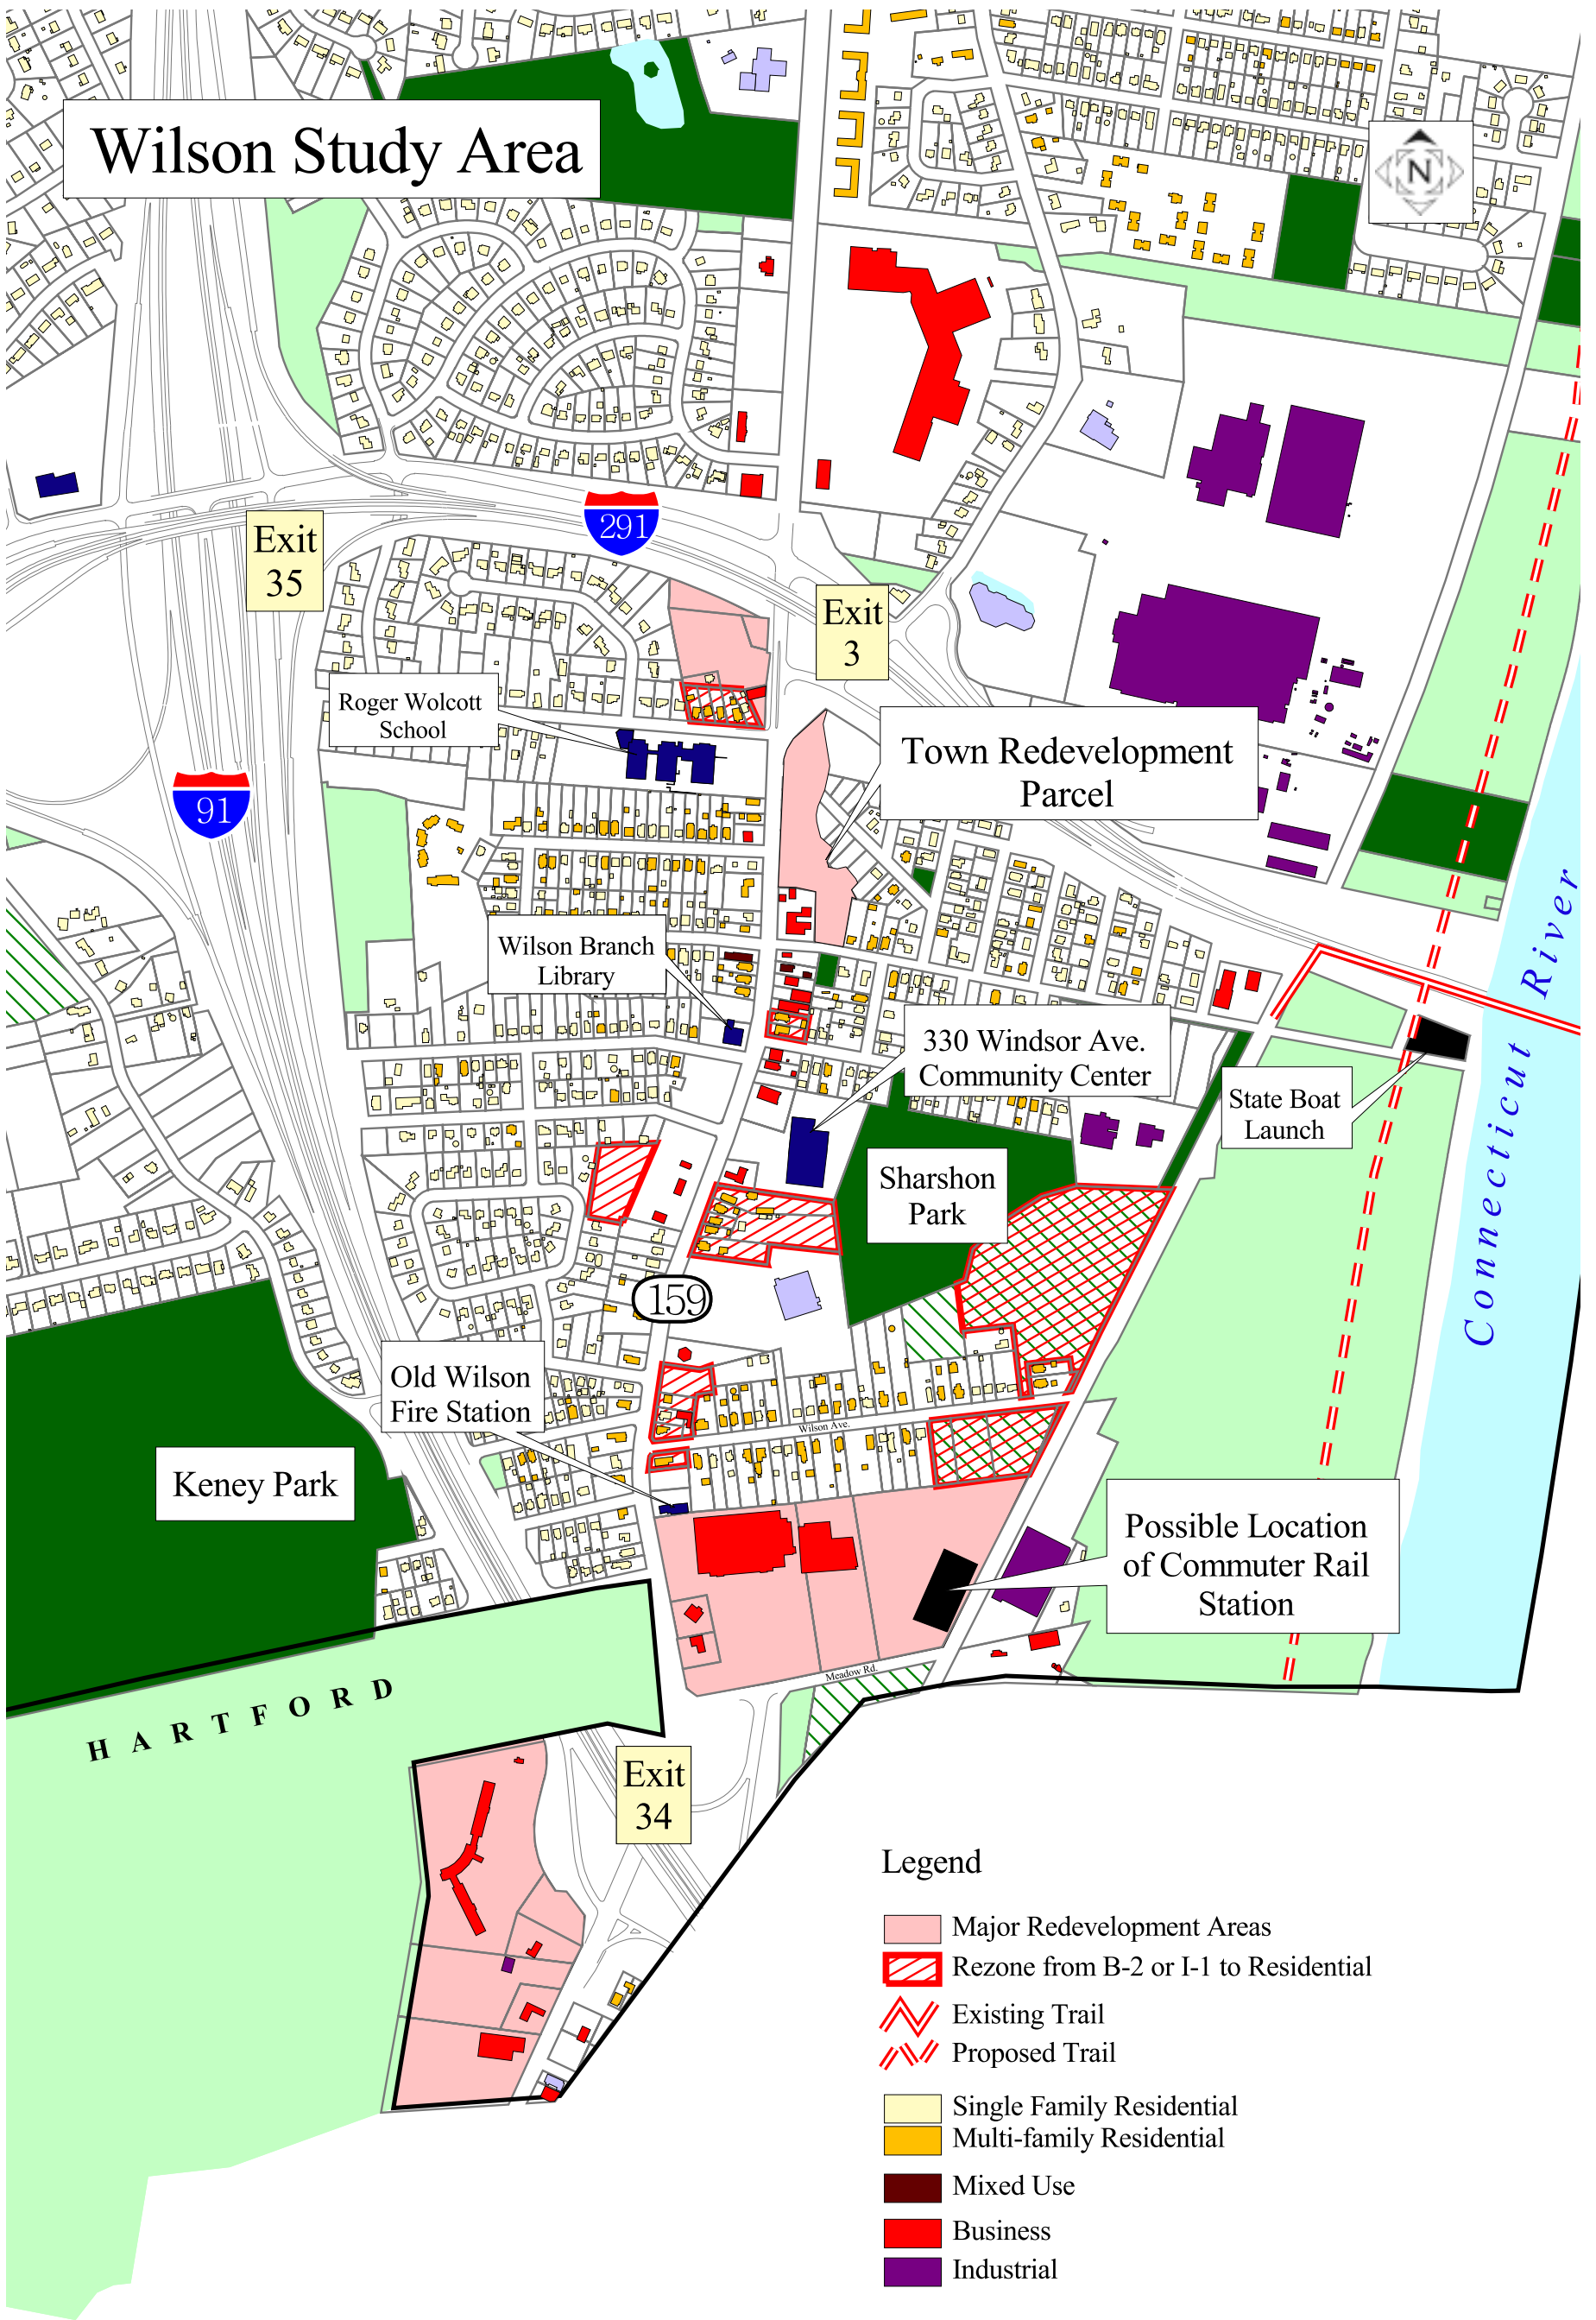 Wilson Study Area
N
291
Exit
35
Exit
3
Roger Wolcott
School
Town Redevelopment
Parcel
91
Wilson Branch
Library
330 Windsor Ave.
Community Center
State Boat
Launch
Connecticut River
Sharshon
Park
159
Old Wilson
Fire Station
Wilson Ave.
Keney Park
Possible Location
of Commuter Rail
Station
Meadow Rd.
HARTFORD
Exit
34
Legend
Major Redevelopment Areas
Rezone from B-2 or I-1 to Residential
Existing Trail
Proposed Trail
Single Family Residential
Multi-family Residential
Mixed Use
Business
Industrial